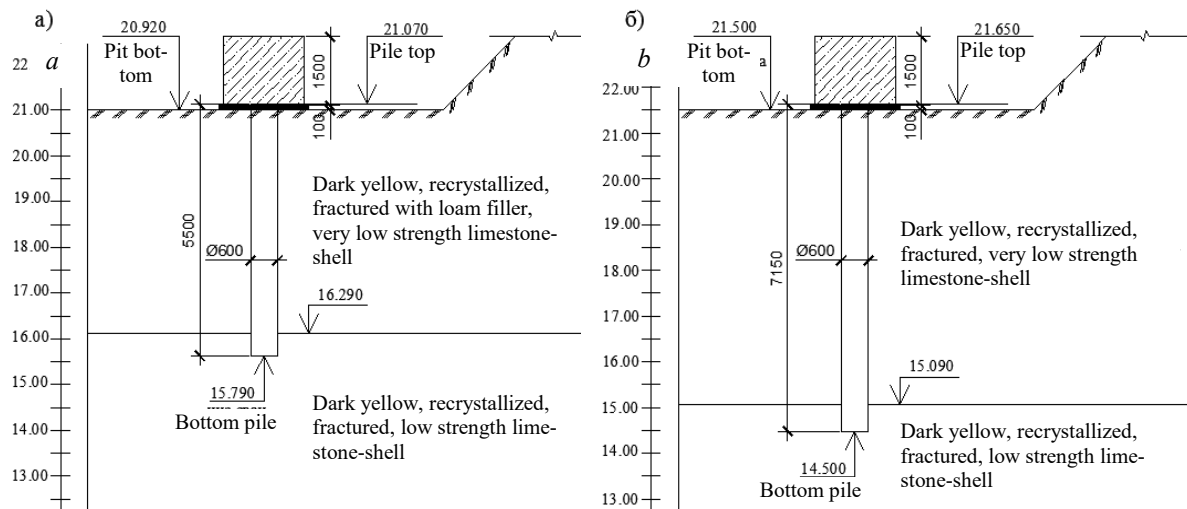 а)
20.920
Pit bot-
tom
21.070
Pile top
1500
100
22
a
21.00
20.00
19.00
18.00
17.00
16.00
15.00
14.00
13.00
5500
Ø600
Dark yellow, recrystallized,
fractured with loam filler,
very low strength limestone-
shell
16.290
15.790
Bottom pile
Dark yellow, recrystallized,
fractured, low strength lime-
stone-shell
б)
21.500
Pit bot-
tom
a
21.650
Pile top
1500
100
b
22.00
21.00
20.00
19.00
18.00
17.00
16.00
15.00
14.00
13.00
7150
Ø600
Dark yellow, recrystallized,
fractured, very low strength
limestone-shell
15.090
14.500
Bottom pile
Dark yellow, recrystallized,
fractured, low strength lime-
stone-shell